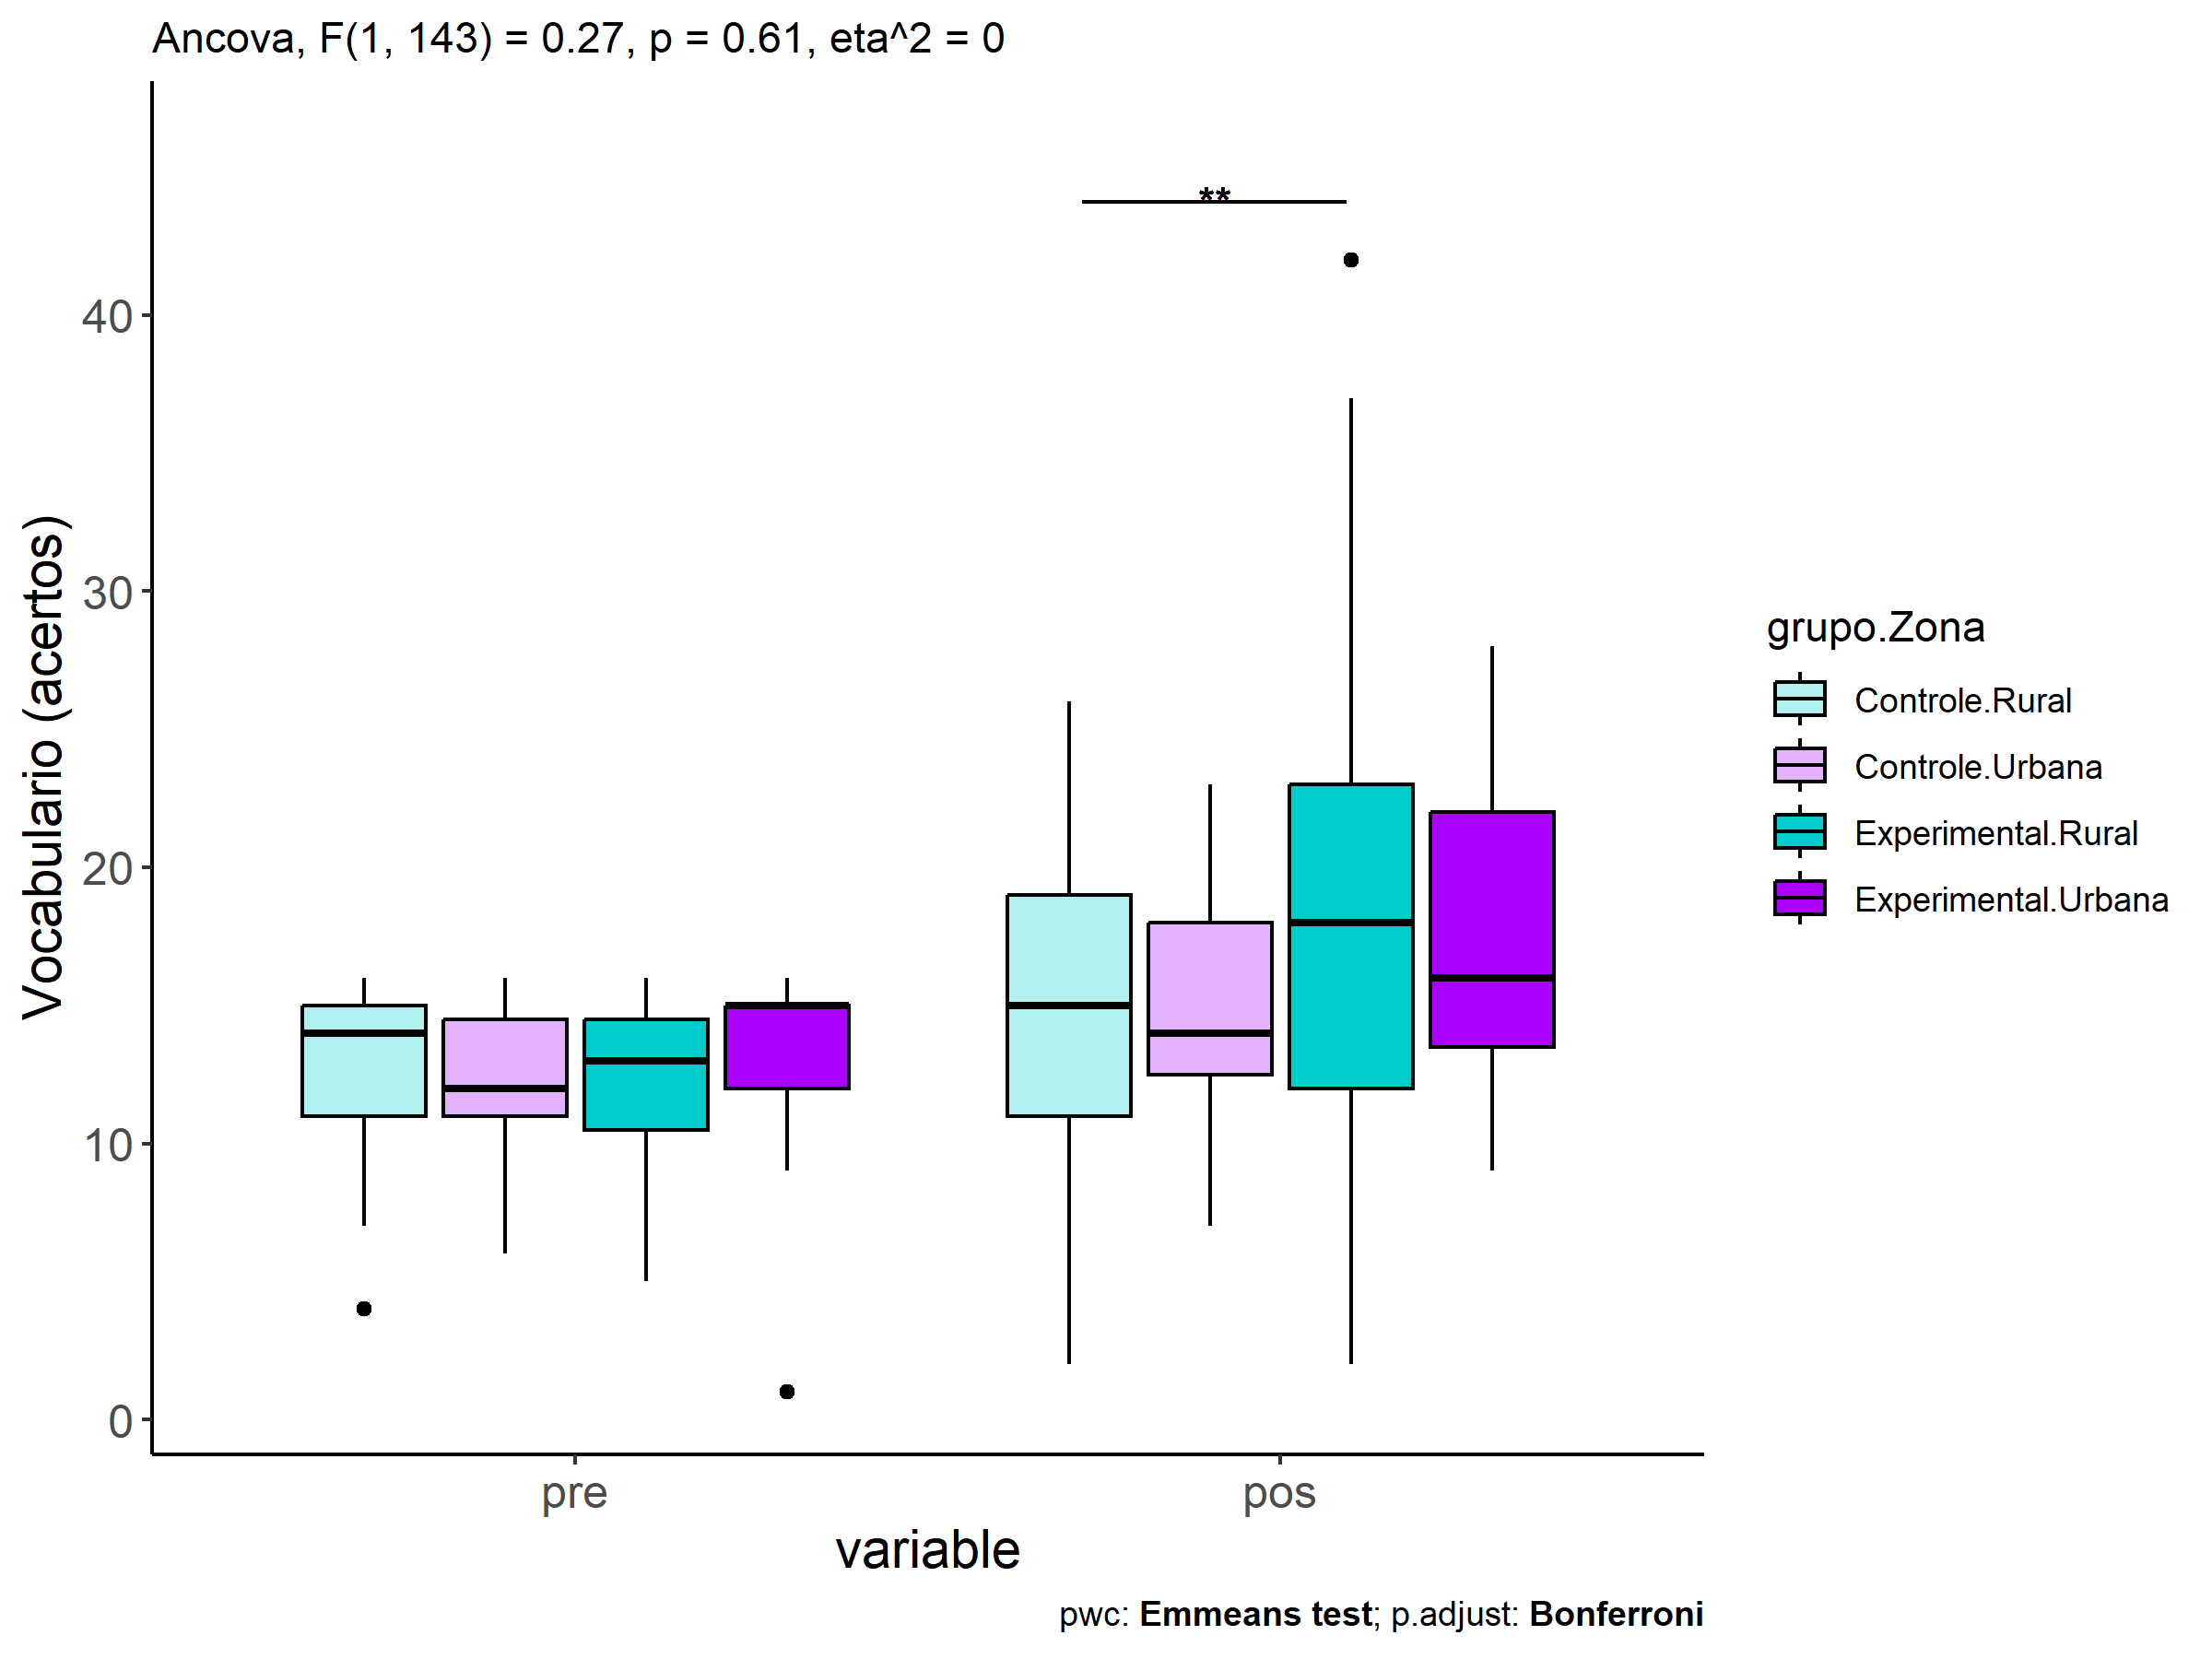 Ancova, F(1, 143) = 0.27, p = 0.61, eta^2 = 0
**
40
30
20
10
0
Vocabulario (acertos)
pre
pos
variable
grupo.Zona
Controle.Rural
Controle.Urbana
Experimental.Rural
Experimental.Urbana
pwc: Emmeans test; p.adjust: Bonferroni